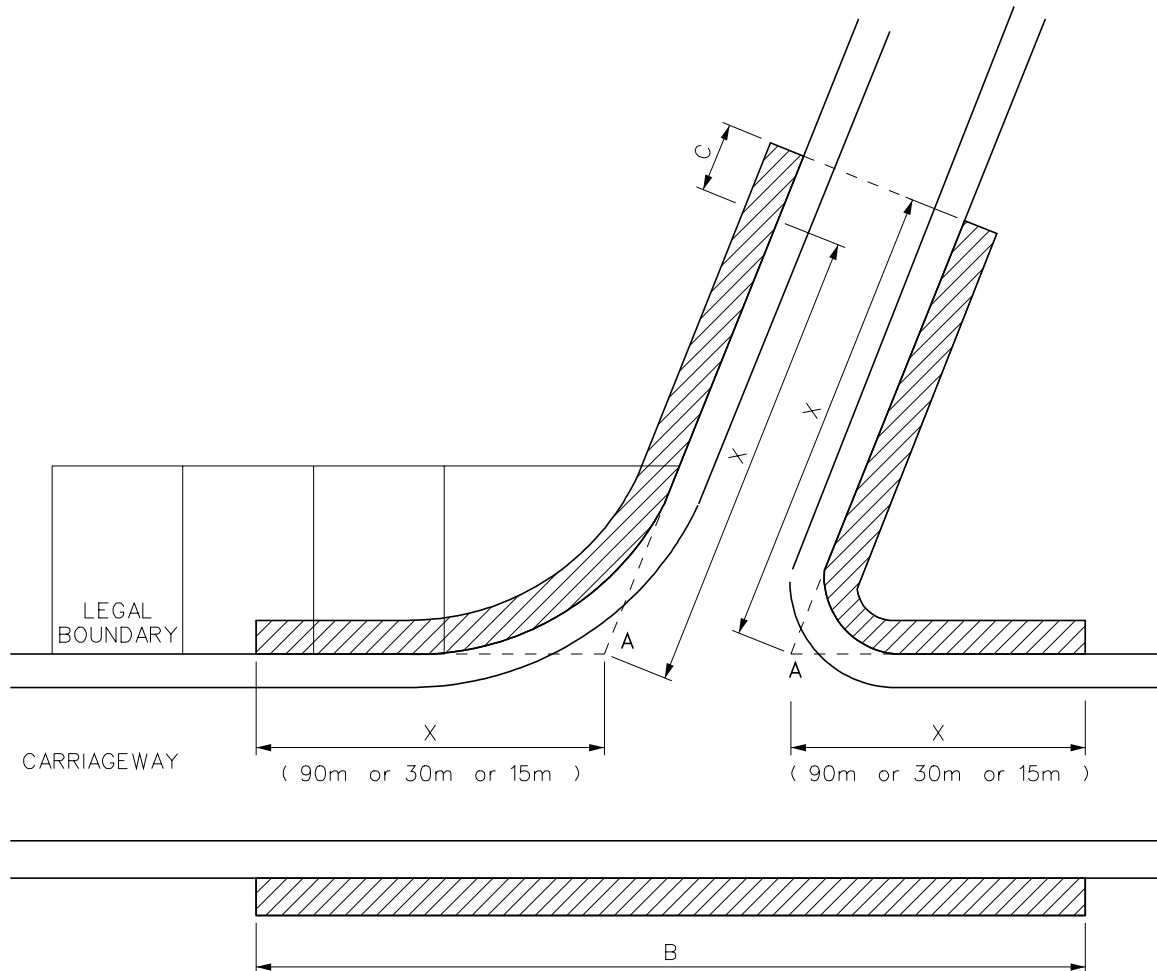 C
X
X
LEGAL
BOUNDARY
A
A
X
X
CARRIAGEWAY
( 90m or 30m or 15m )
( 90m or 30m or 15m )
B